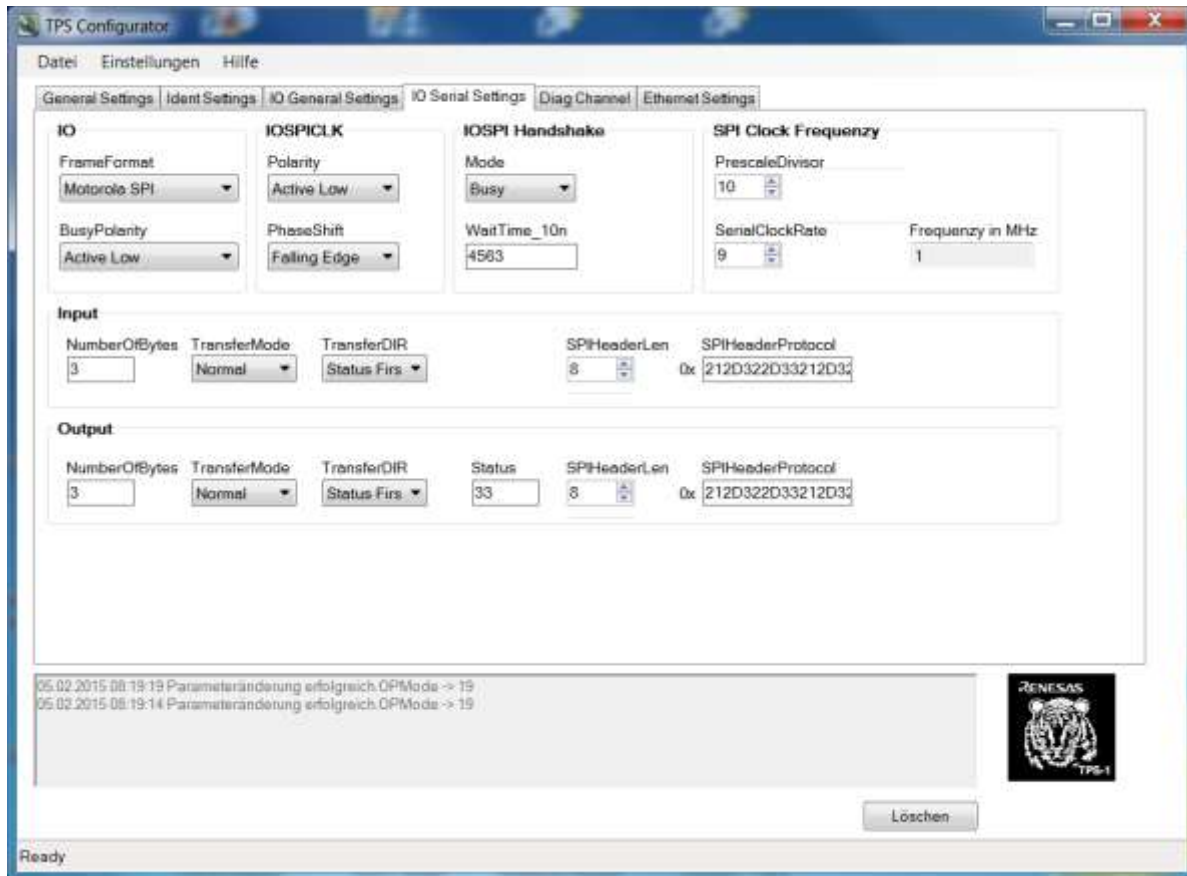 TPS Configurator
Datei Einstellungen Hilfe
General Settings Ident Settings IO General Settings IO Serial Settings Diag Channel Ethernet Settings
IO IOSPICLK IOSPI Handshake SPI Clock Frequenzy
FrameFormat Polarity Mode PrescaleDivisor
Motorola SPI Active Low Busy 10
BusyPolarity PhaseShift WaitTime_10n SerialClockRate Frequenzy in MHz
Active Low Falling Edge 4563 9 1
Input
NumberOfBytes TransferMode TransferDIR SPIHeaderLen SPIHeaderProtocol
3 Normal Status Firs 8 0x 212D322D33212D32
Output
NumberOfBytes TransferMode TransferDIR Status SPIHeaderLen SPIHeaderProtocol
3 Normal Status Firs 33 8 0x 212D322D33212D32
05.02.2015 08:19:19 Parameteränderung erfolgreich OPMode -> 19
05.02.2015 08:19:14 Parameteränderung erfolgreich OPMode -> 19
RENESAS
TPS-1
Löschen
Ready